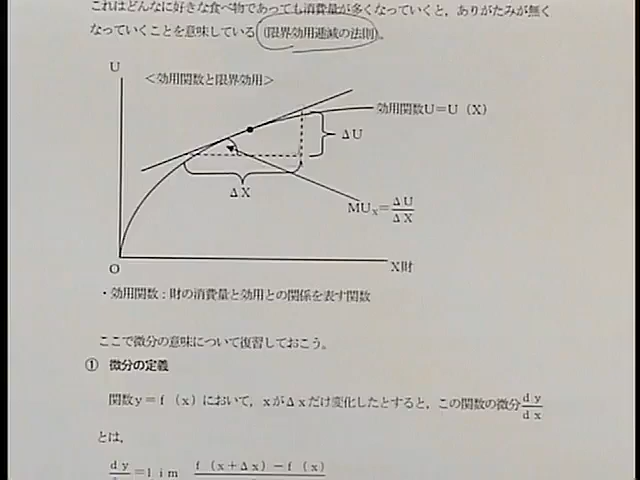 これはどんなに好きな食べ物であっても消費量が多くなっていくと，ありがたみが無く
なっていくことを意味している（限界効用逓減の法則）。
U
＜効用関数と限界効用＞
効用関数U＝U（X）
ΔU
ΔX
MUx＝ΔU/ΔX
O
X財
・効用関数：財の消費量と効用との関係を表す関数
ここで微分の意味について復習しておこう。
① 微分の定義
関数y＝f（x）において，xがΔxだけ変化したとすると，この関数の微分dy/dx
とは，
dy ＝lim f（x＋Δx）－f（x）